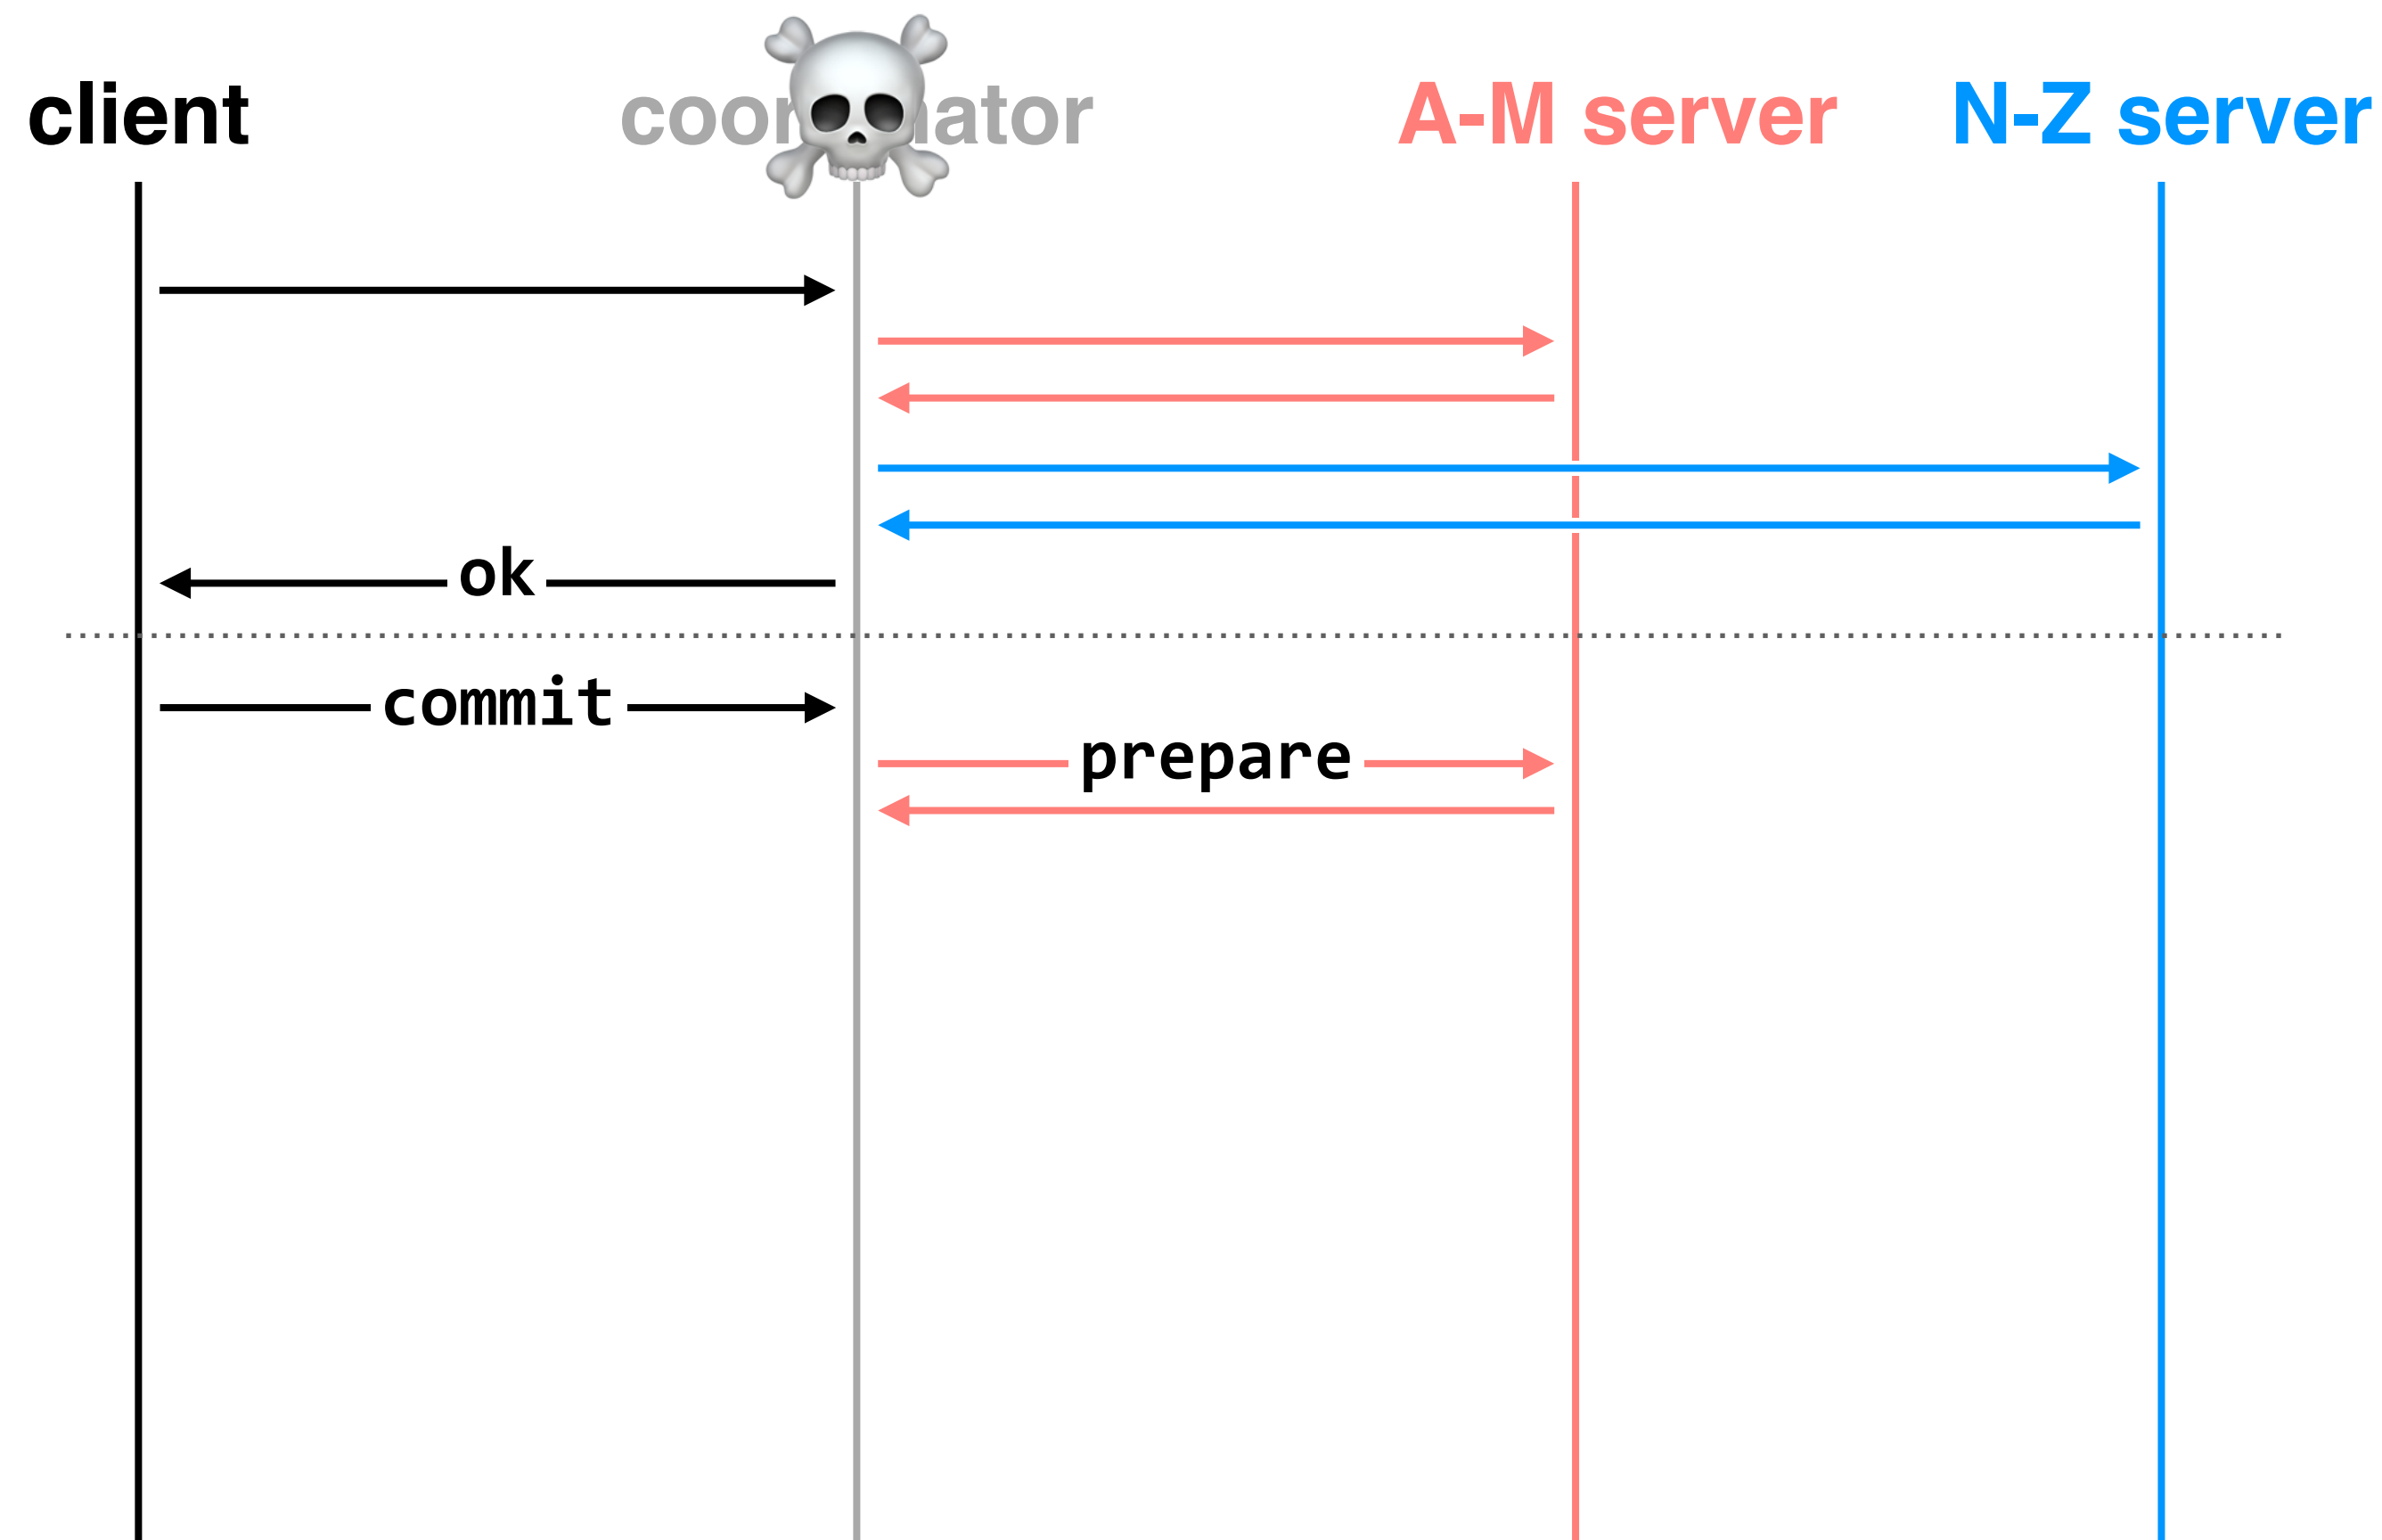 client
A-M server
N-Z server
ok
commit
prepare